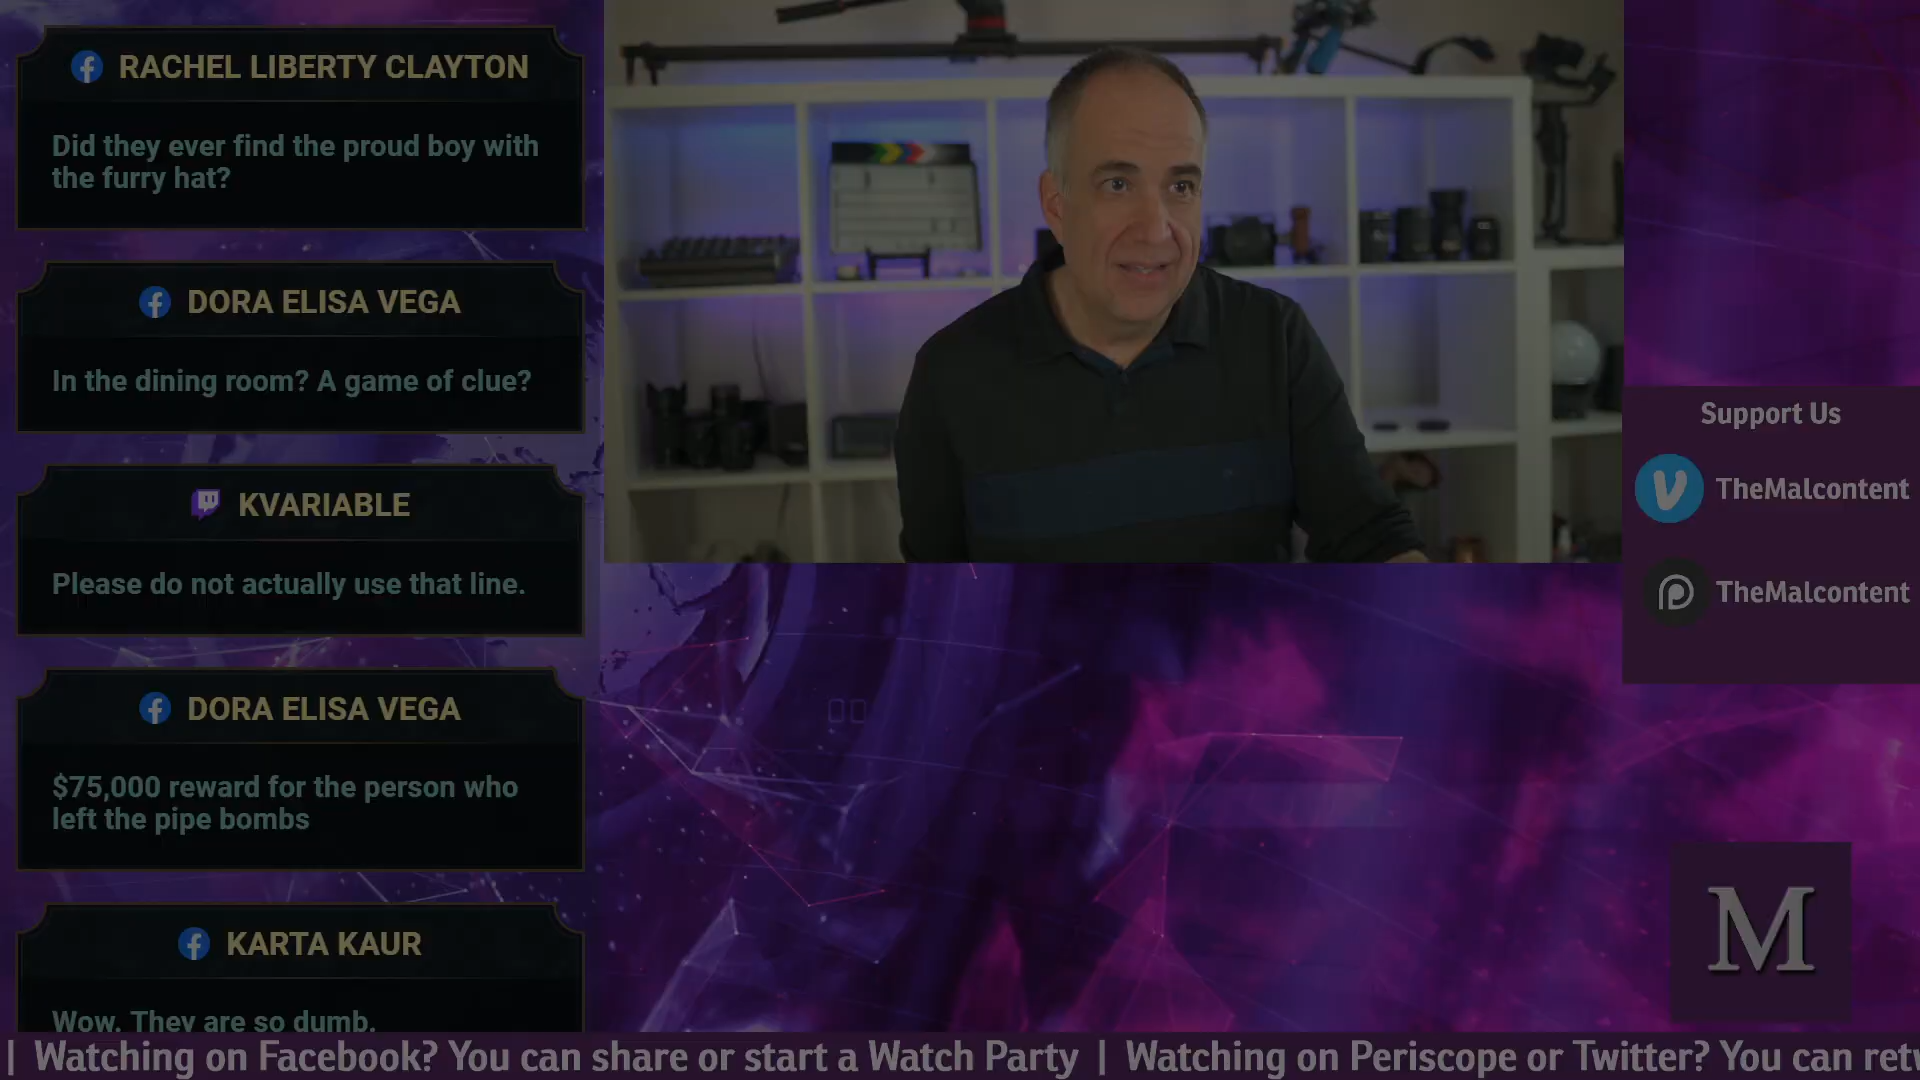 RACHEL LIBERTY CLAYTON
Did they ever find the proud boy with
the furry hat?
DORA ELISA VEGA
In the dining room? A game of clue?
KVARIABLE
Please do not actually use that line.
DORA ELISA VEGA
$75,000 reward for the person who
left the pipe bombs
KARTA KAUR
Wow. They are so dumb.
Support Us
TheMalcontent
TheMalcontent
M
| Watching on Facebook? You can share or start a Watch Party | Watching on Periscope or Twitter? You can retw